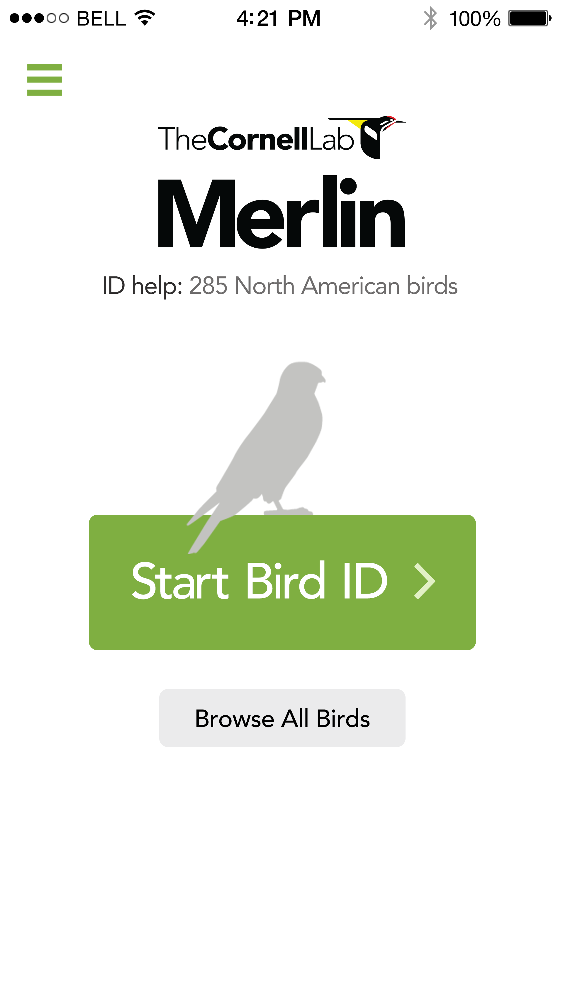 BELL 4:21 PM 100%
TheCornellLab
Merlin
ID help: 285 North American birds
Start Bird ID
Browse All Birds